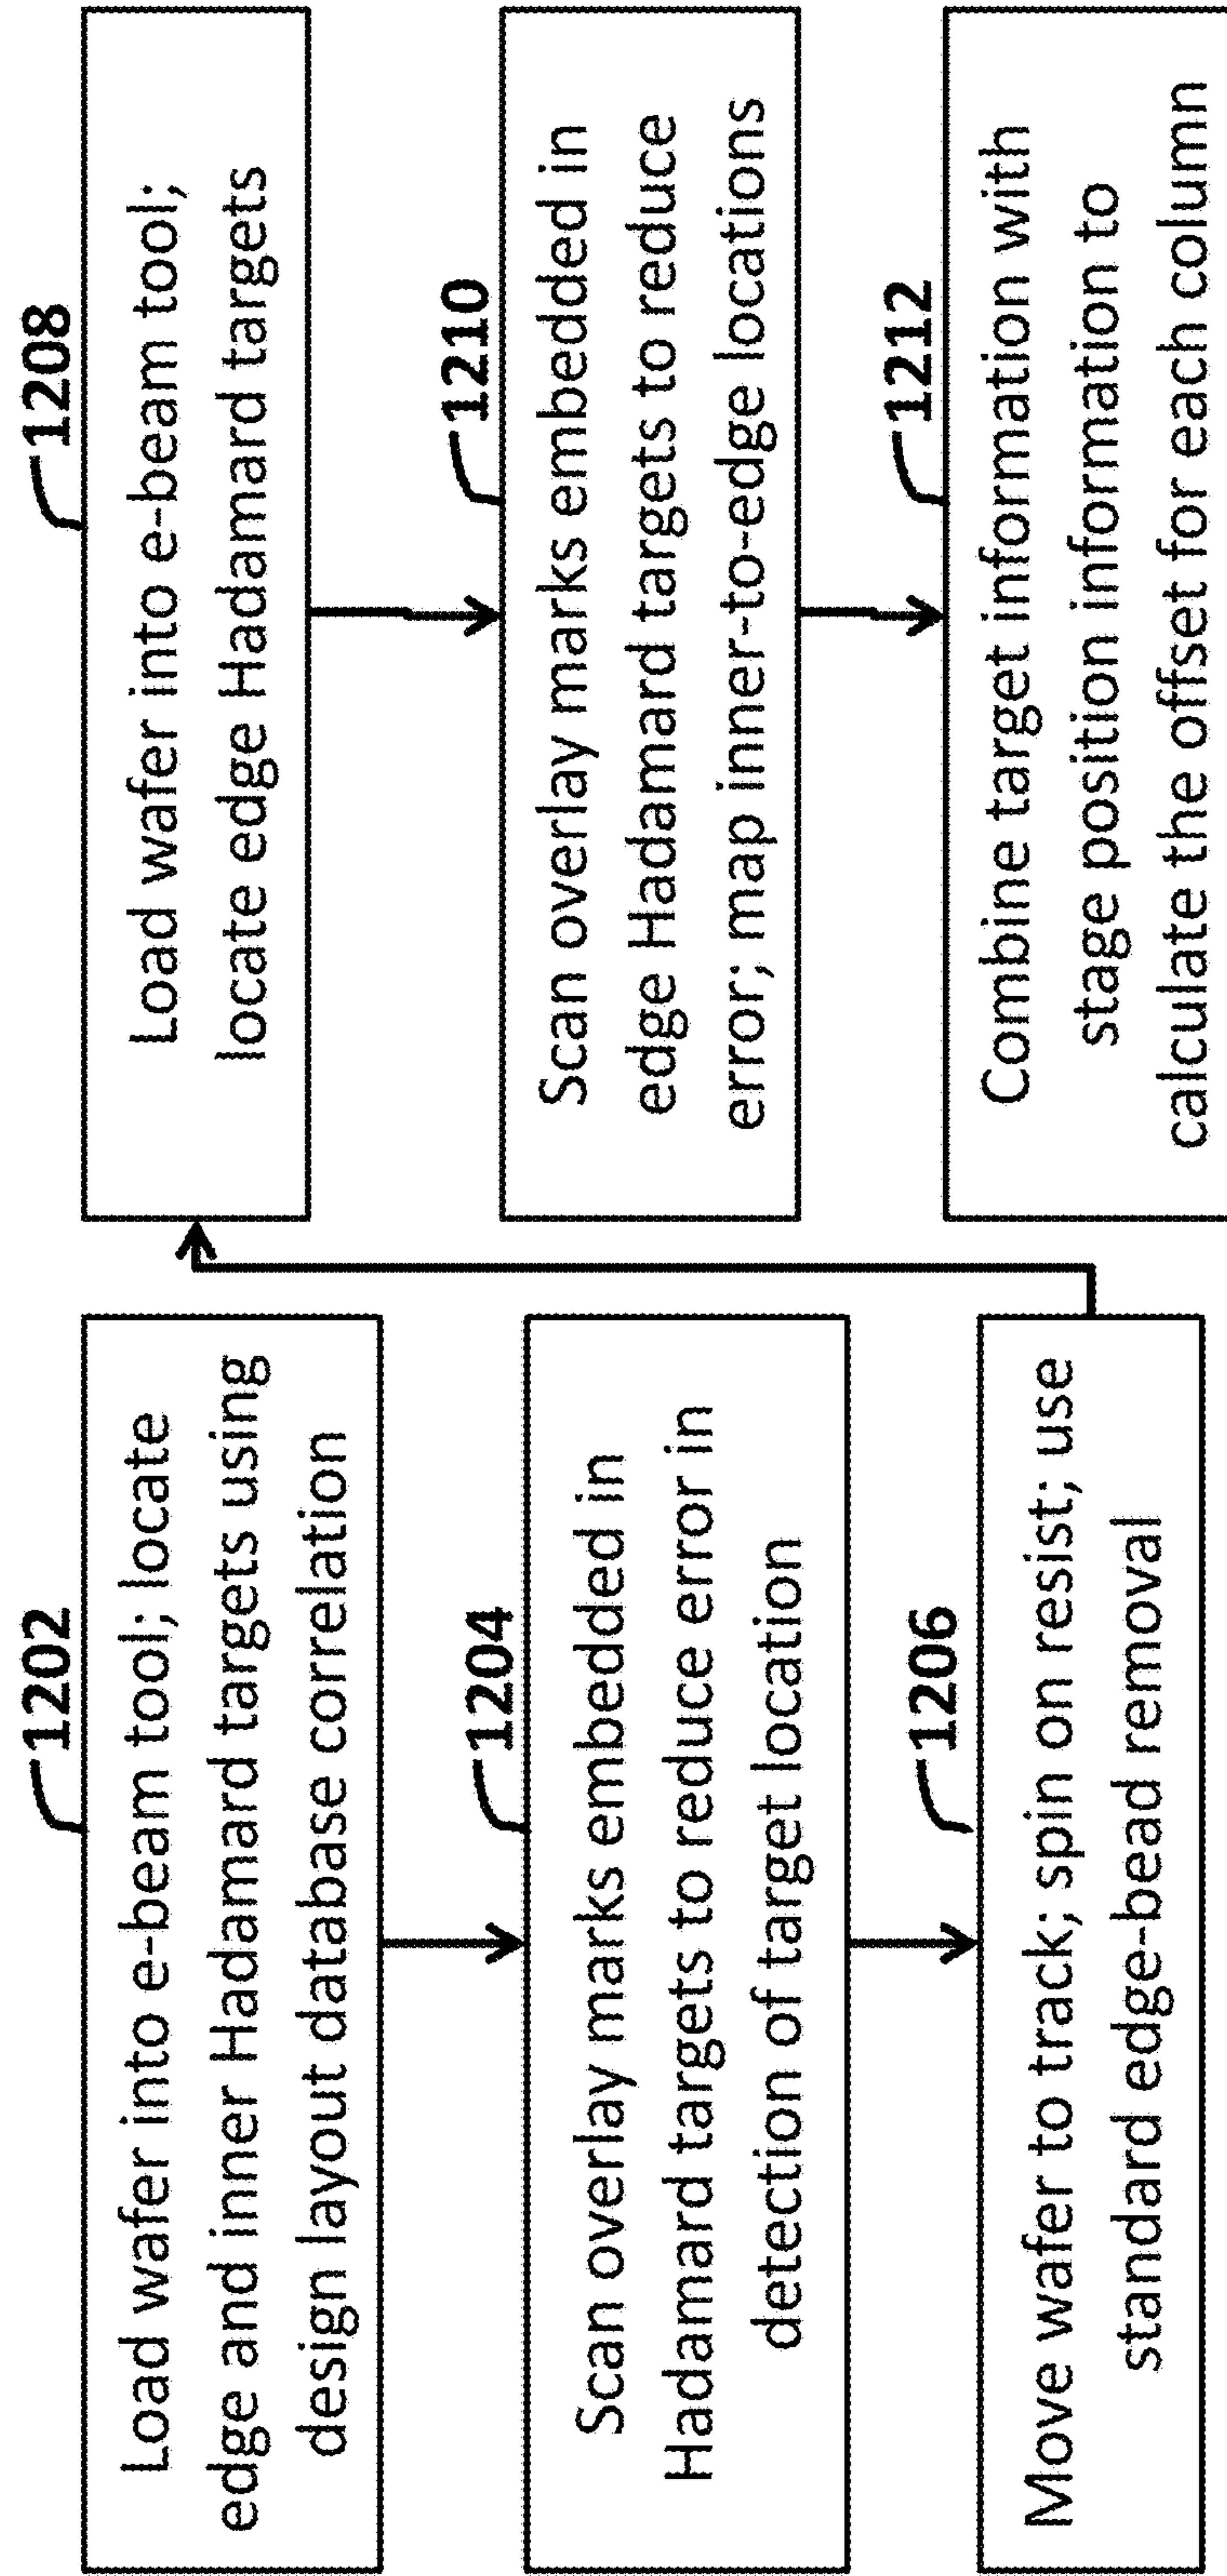 1202
Load wafer into e-beam tool; locate
edge and inner Hadamard targets using
design layout database correlation
1204
Scan overlay marks embedded in
Hadamard targets to reduce error in
detection of target location
1206
Move wafer to track; spin on resist; use
standard edge-bead removal
1208
Load wafer into e-beam tool;
locate edge Hadamard targets
1210
Scan overlay marks embedded in
edge Hadamard targets to reduce
error; map inner-to-edge locations
1212
Combine target information with
stage position information to
calculate the offset for each column